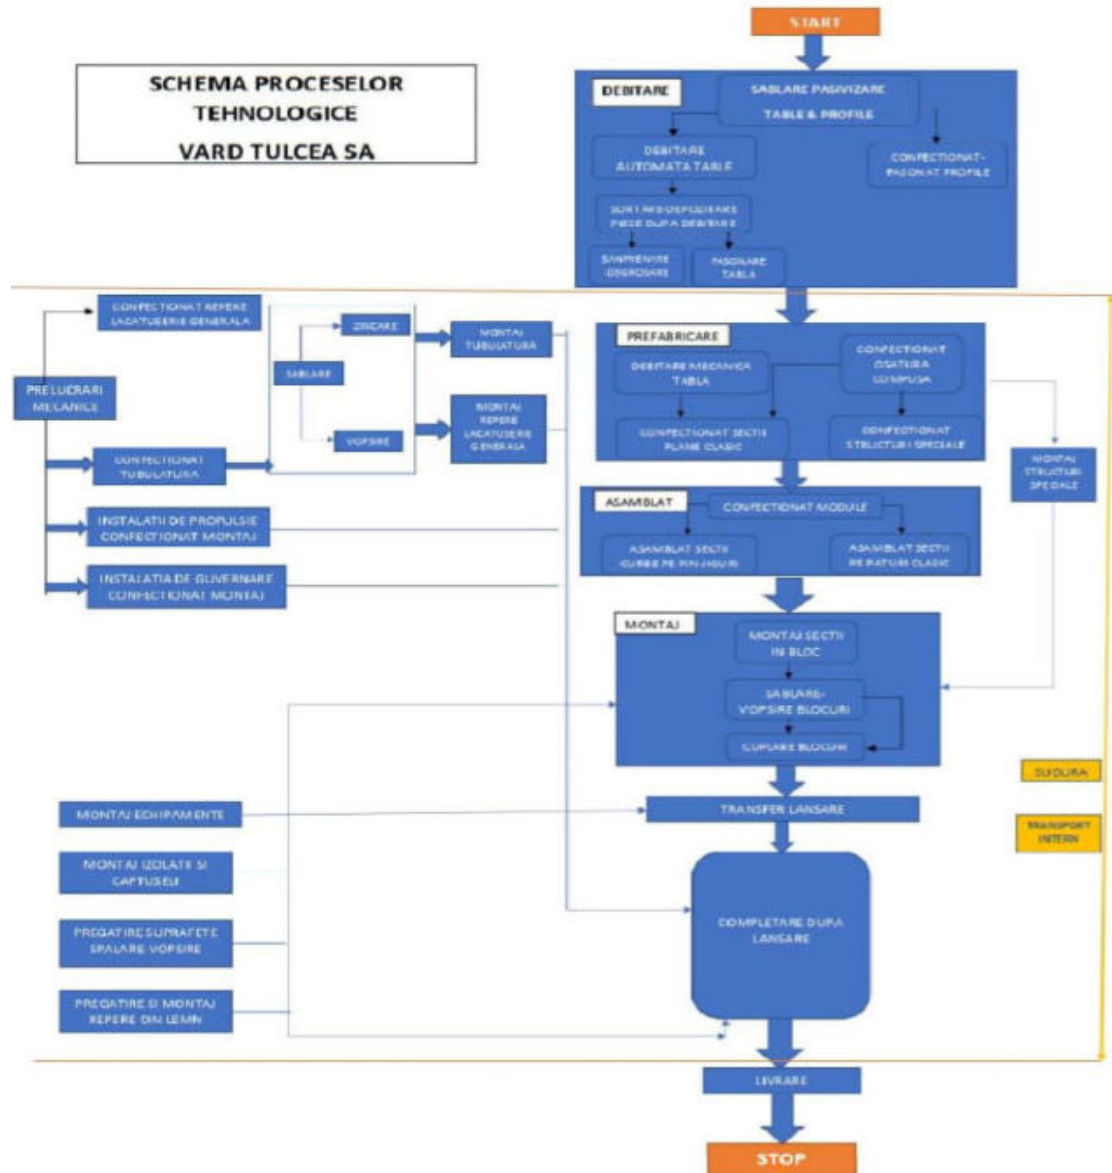 START
SCHEMA PROCESELOR
TEHNOLOGICE
VARD TULCEA SA
DEBITARE
SABLARE PASIVIZARE
TABLE & PROFILE
DEBITARE
AUTOMATA TABLE
CONFECTIONAT-
FASONAT PROFILE
SORTARE-DEPOZITARE
PIESE DUPA DEBITARE
SANFRENARE
-DEGROSARE
FASONARE
TABLA
CONFECTIONAT REPERE
LACATUSERIE GENERALA
ZINCARE
SABLARE
VOPSIRE
MONTAJ
TUBULATURA
PRELUCRARI
MECANICE
MONTAJ
REPERE
LACATUSERIE
GENERALA
CONFECTIONAT
TUBULATURA
INSTALATII DE PROPULSIE
CONFECTIONAT MONTAJ
INSTALATIA DE GUVERNARE
CONFECTIONAT MONTAJ
PREFABRICARE
DEBITARE MECANICA
TABLA
CONFECTIONAT
OSATURA
COMPUSA
CONFECTIONAT SECTII
PLANE CLASIC
CONFECTIONAT
STRUCTURI SPECIALE
MONTAJ
STRUCTURI
SPECIALE
ASAMBLAT
CONFECTIONAT MODULE
ASAMBLAT SECTII
CURBE PE PIN-JIGURI
ASAMBLAT SECTII
PE PATURI CLASIC
MONTAJ
MONTAJ SECTII
IN BLOC
SABLARE-
VOPSIRE BLOCURI
CUPLARE BLOCURI
SUDURA
TRANSPORT
INTERN
MONTAJ ECHIPAMENTE
TRANSFER LANSARE
MONTAJ IZOLATII SI
CAPTUSELI
PREGATIRE SUPRAFETE
SPALARE-VOPSIRE
PREGATIRE SI MONTAJ
REPERE DIN LEMN
COMPLETARE DUPA
LANSARE
LIVRARE
STOP